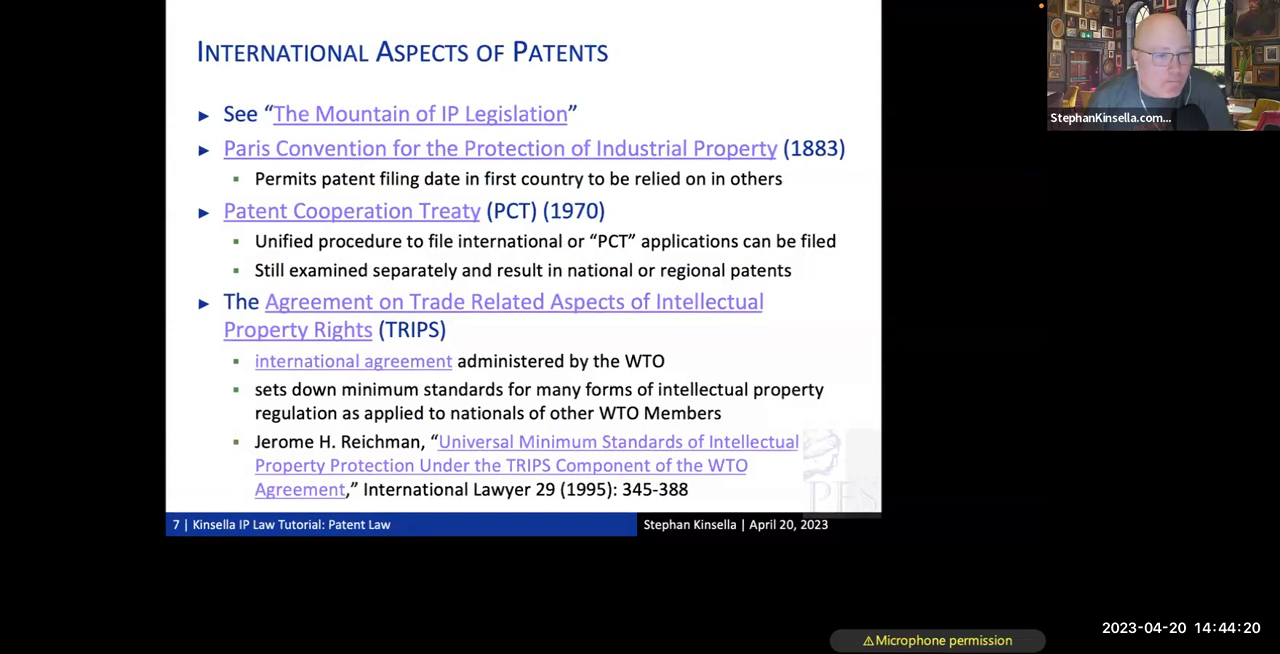 INTERNATIONAL ASPECTS OF PATENTS
► See “The Mountain of IP Legislation”
► Paris Convention for the Protection of Industrial Property (1883)
▪ Permits patent filing date in first country to be relied on in others
► Patent Cooperation Treaty (PCT) (1970)
▪ Unified procedure to file international or “PCT” applications can be filed
▪ Still examined separately and result in national or regional patents
► The Agreement on Trade Related Aspects of Intellectual
Property Rights (TRIPS)
▪ international agreement administered by the WTO
▪ sets down minimum standards for many forms of intellectual property
regulation as applied to nationals of other WTO Members
▪ Jerome H. Reichman, “Universal Minimum Standards of Intellectual
Property Protection Under the TRIPS Component of the WTO
Agreement,” International Lawyer 29 (1995): 345-388
PFS
7 | Kinsella IP Law Tutorial: Patent Law
Stephan Kinsella | April 20, 2023
StephanKinsella.com...
2023-04-20 14:44:20
⚠Microphone permission